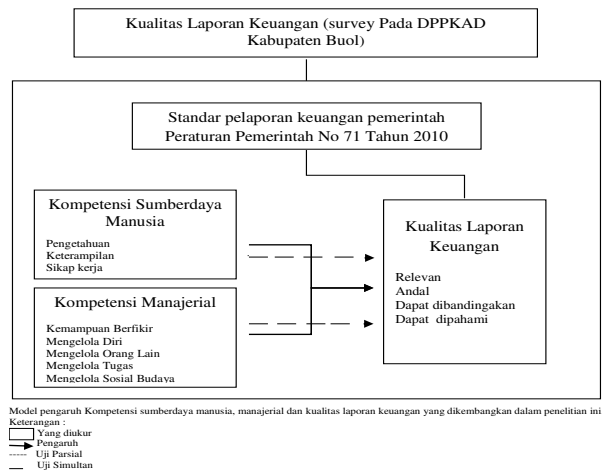 Kualitas Laporan Keuangan (survey Pada DPPKAD
Kabupaten Buol)
Standar pelaporan keuangan pemerintah
Peraturan Pemerintah No 71 Tahun 2010
Kompetensi Sumberdaya
Manusia
Pengetahuan
Keterampilan
Sikap kerja
Kompetensi Manajerial
Kemampuan Berfikir
Mengelola Diri
Mengelola Orang Lain
Mengelola Tugas
Mengelola Sosial Budaya
Kualitas Laporan
Keuangan
Relevan
Andal
Dapat dibandingakan
Dapat dipahami
Model pengaruh Kompetensi sumberdaya manusia, manajerial dan kualitas laporan keuangan yang dikembangkan dalam penelitian ini
Keterangan :
Yang diukur
Pengaruh
Uji Parsial
Uji Simultan